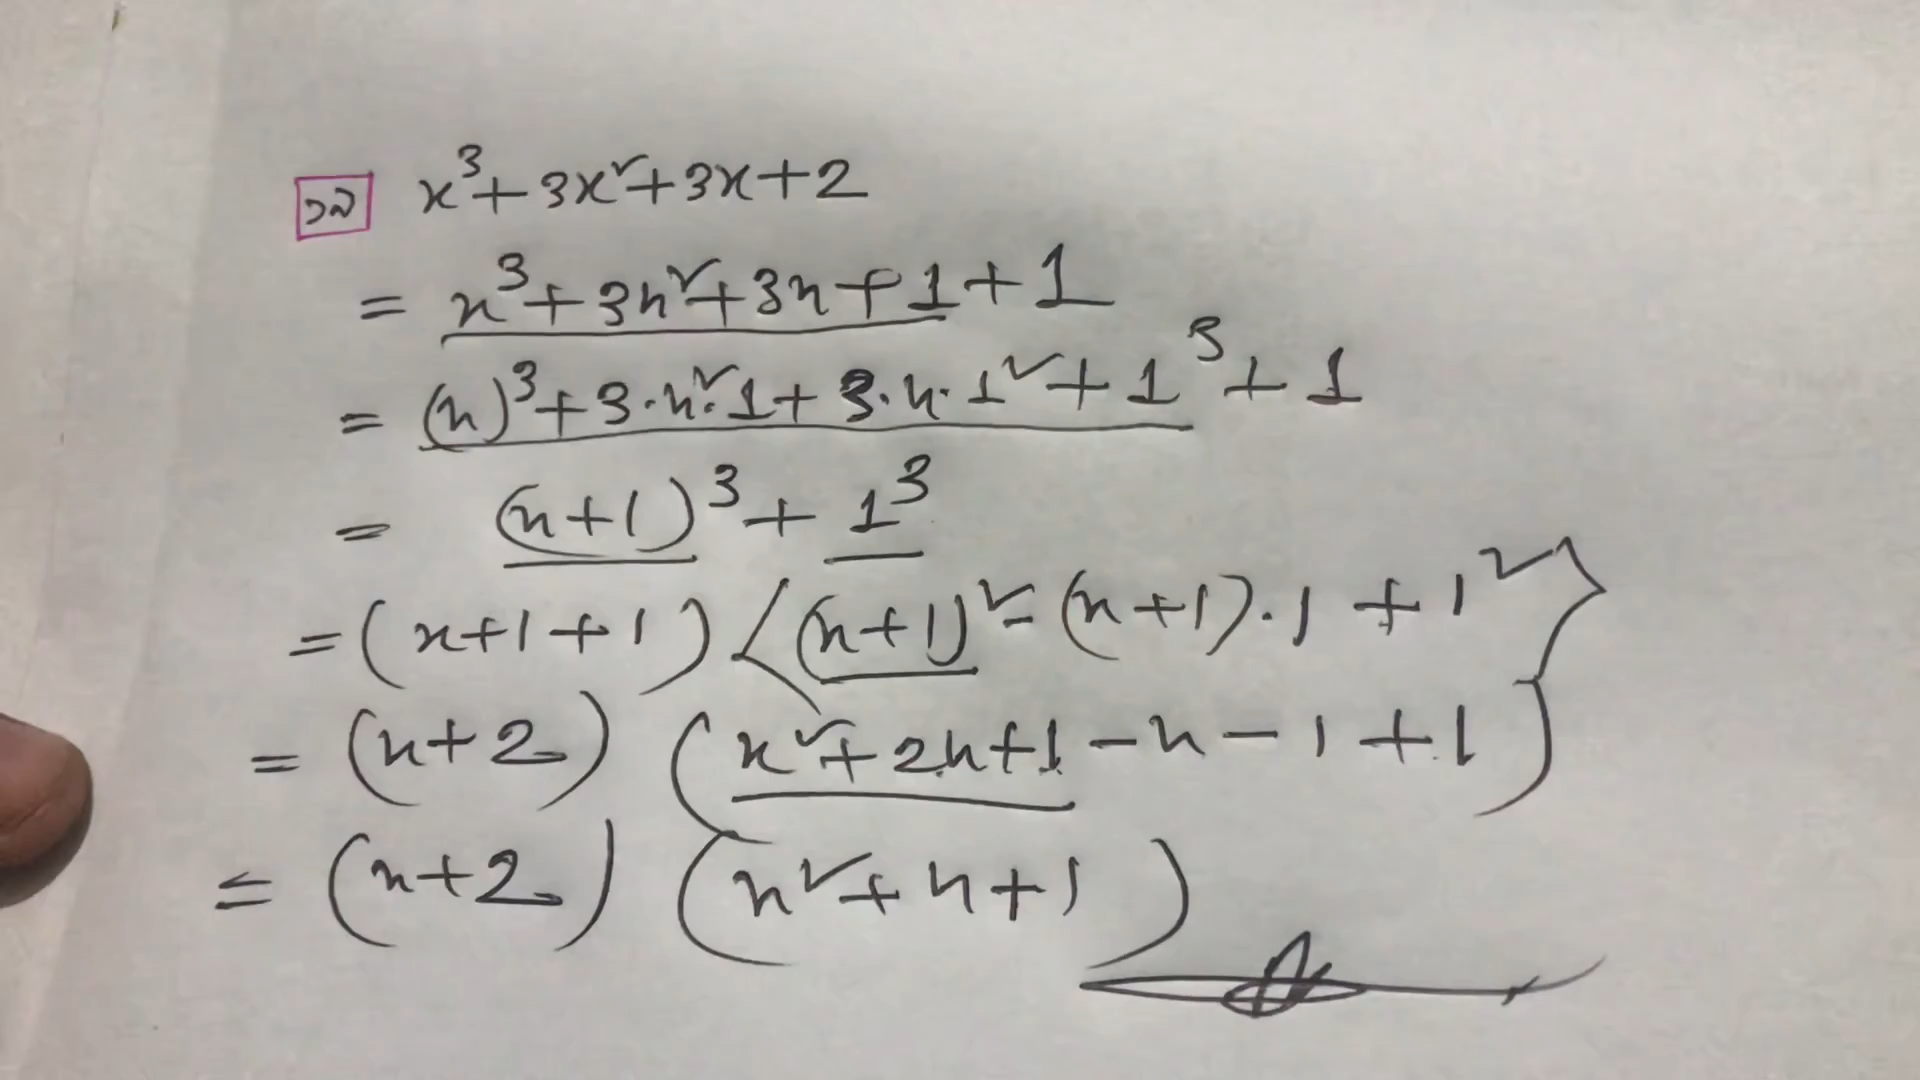 ১৯ x³+3x²+3x+2
= x³+3x²+3x+1+1
= (x)³+3·x²·1+3·x·1²+1³+1
= (x+1)³+1³
=(x+1+1){(x+1)²-(x+1)·1+1²}
=(x+2)(x²+2x+1-x-1+1)
=(x+2)(x²+x+1)